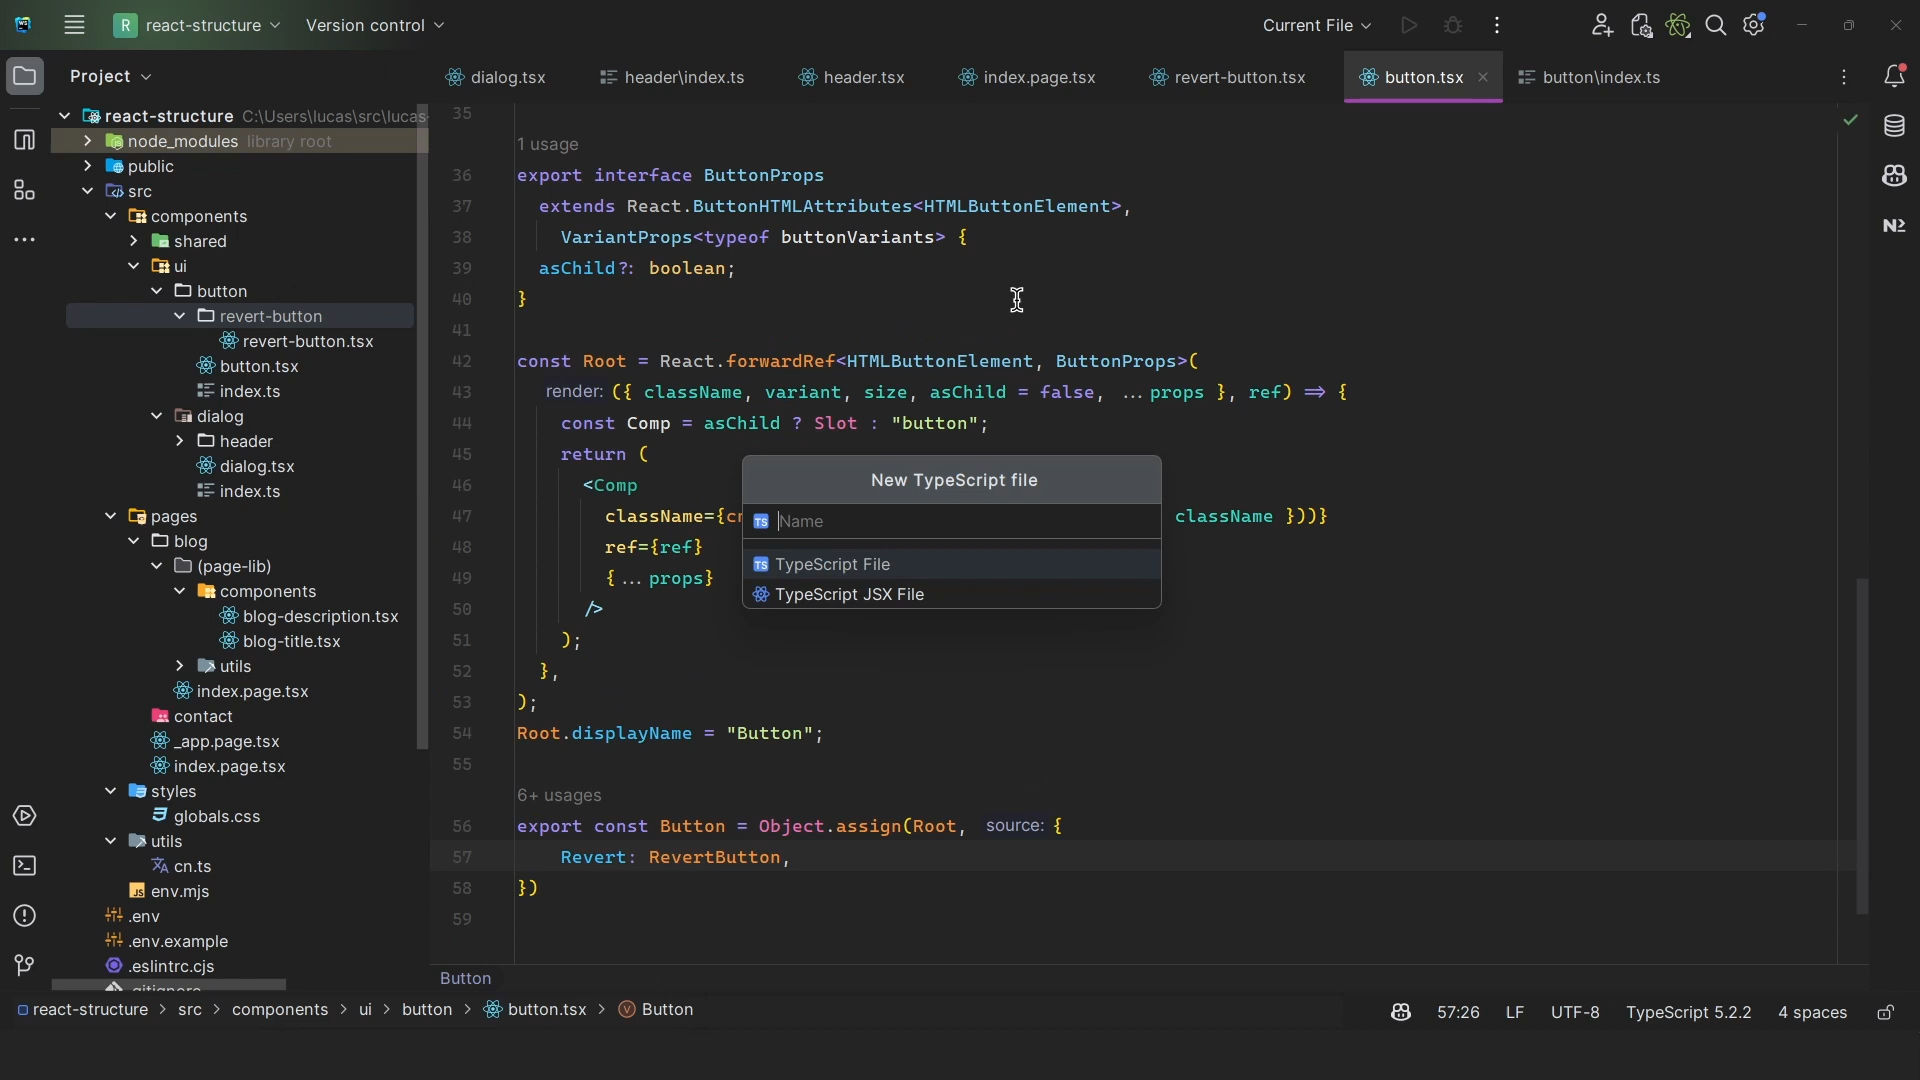 R react-structure
Version control
Current File
Project
dialog.tsx
header\index.ts
header.tsx
index.page.tsx
revert-button.tsx
button.tsx
button\index.ts
react-structure C:\Users\lucas\src\lucas-
node_modules library root
public
src
components
shared
ui
button
revert-button
revert-button.tsx
button.tsx
index.ts
dialog
header
dialog.tsx
index.ts
pages
blog
(page-lib)
components
blog-description.tsx
blog-title.tsx
utils
index.page.tsx
contact
_app.page.tsx
index.page.tsx
styles
globals.css
utils
cn.ts
JS env.mjs
.env
.env.example
.eslintrc.cjs
.gitignore
35
1 usage
36 export interface ButtonProps
37 extends React.ButtonHTMLAttributes<HTMLButtonElement>,
38 VariantProps<typeof buttonVariants> {
39 asChild?: boolean;
40 }
41
42 const Root = React.forwardRef<HTMLButtonElement, ButtonProps>(
43 render: ({ className, variant, size, asChild = false, ...props }, ref) => {
44 const Comp = asChild ? Slot : "button";
45 return (
46 <Comp
47 className={cn className }))}
48 ref={ref}
49 {...props}
50 />
51 );
52 },
53 );
54 Root.displayName = "Button";
55
6+ usages
56 export const Button = Object.assign(Root, source: {
57 Revert: RevertButton,
58 })
59
New TypeScript file
TS Name
TS TypeScript File
TypeScript JSX File
Button
react-structure > src > components > ui > button > button.tsx > V Button
57:26
LF
UTF-8
TypeScript 5.2.2
4 spaces